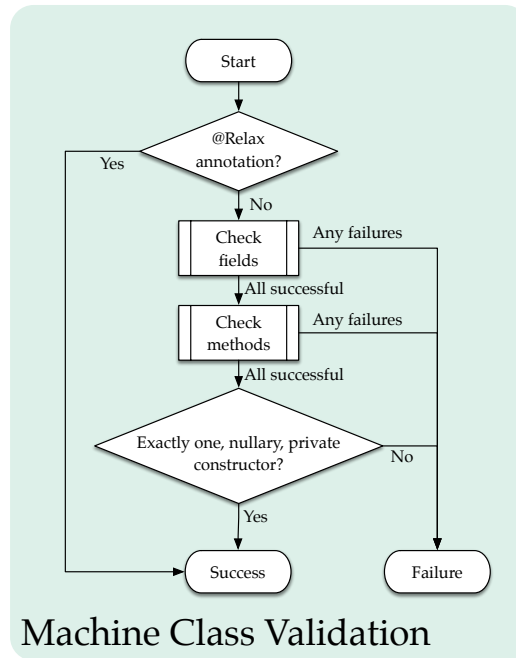 Start
@Relax
annotation?
Yes
No
Check
fields
Any failures
All successful
Check
methods
Any failures
All successful
Exactly one, nullary, private
constructor?
No
Yes
Success
Failure
Machine Class Validation